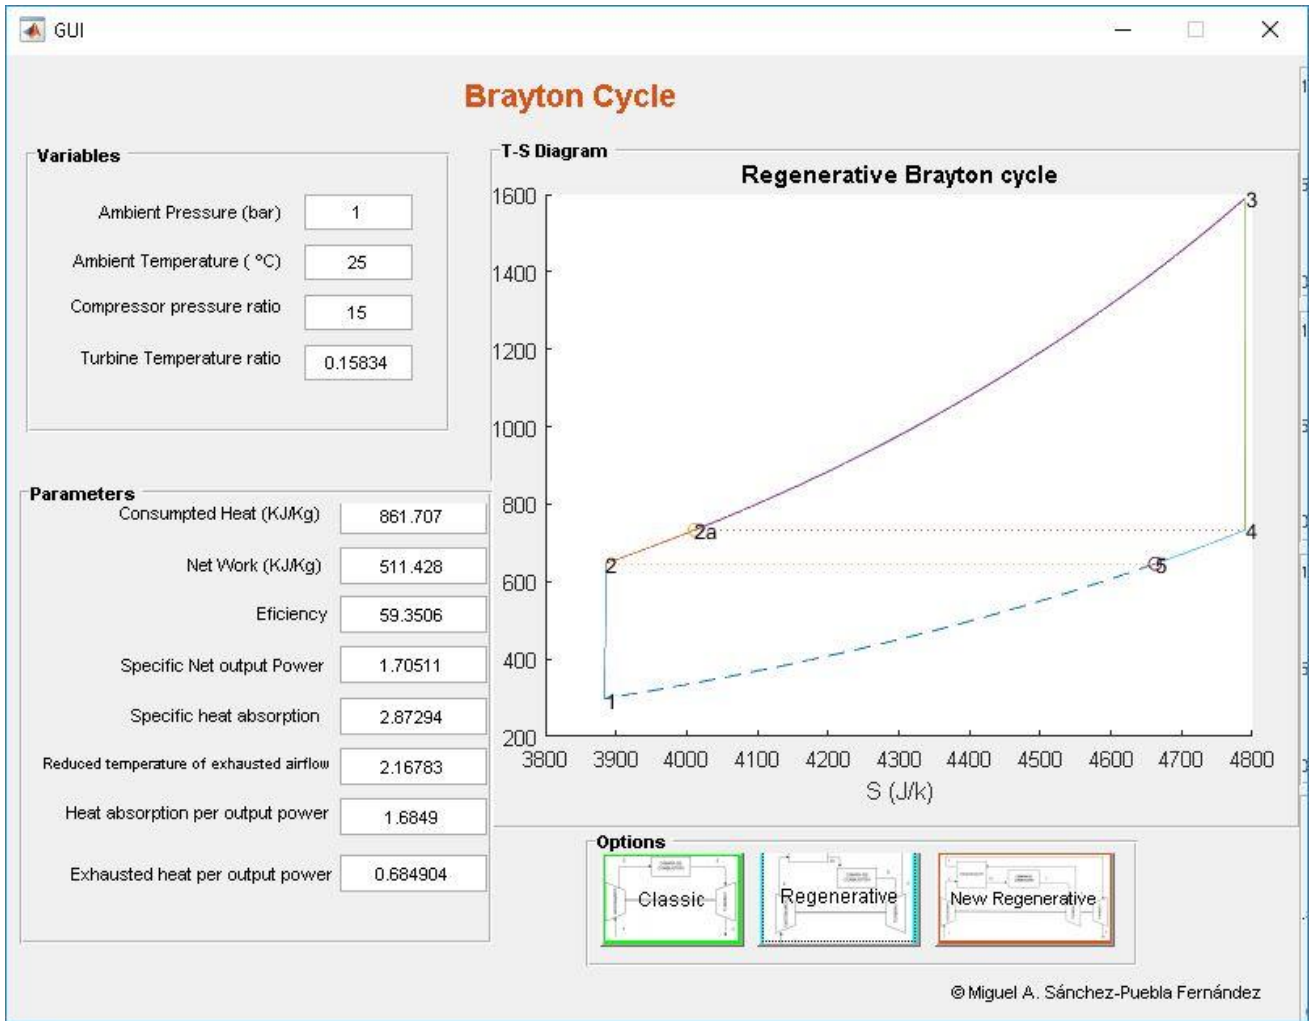 GUI
Brayton Cycle
Variables
Ambient Pressure (bar) 1
Ambient Temperature ( ºC) 25
Compressor pressure ratio 15
Turbine Temperature ratio 0.15834
Parameters
Consumpted Heat (KJ/Kg) 861.707
Net Work (KJ/Kg) 511.428
Eficiency 59.3506
Specific Net output Power 1.70511
Specific heat absorption 2.87294
Reduced temperature of exhausted airflow 2.16783
Heat absorption per output power 1.6849
Exhausted heat per output power 0.684904
T-S Diagram
Regenerative Brayton cycle
1600
1400
1200
1000
800
600
400
200
3
2a
4
2
5
1
3800 3900 4000 4100 4200 4300 4400 4500 4600 4700 4800
S (J/k)
Options
Classic
Regenerative
New Regenerative
© Miguel A. Sánchez-Puebla Fernández